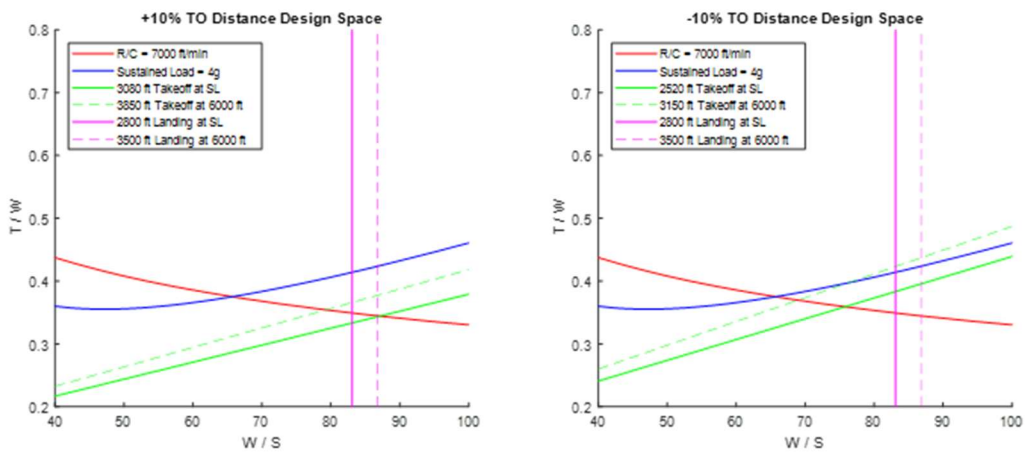 +10% TO Distance Design Space
R/C = 7000 ft/min
Sustained Load = 4g
3080 ft Takeoff at SL
3850 ft Takeoff at 6000 ft
2800 ft Landing at SL
3500 ft Landing at 6000 ft
0.8
0.7
0.6
0.5
0.4
0.3
0.2
T / W
40 50 60 70 80 90 100
W / S
-10% TO Distance Design Space
R/C = 7000 ft/min
Sustained Load = 4g
2520 ft Takeoff at SL
3150 ft Takeoff at 6000 ft
2800 ft Landing at SL
3500 ft Landing at 6000 ft
0.8
0.7
0.6
0.5
0.4
0.3
0.2
T / W
40 50 60 70 80 90 100
W / S